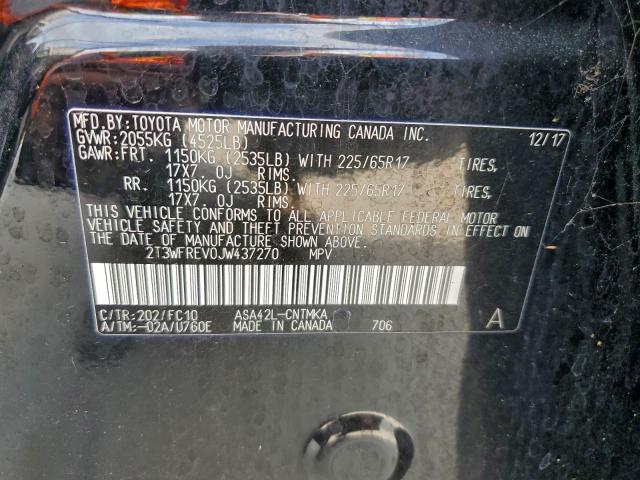 MFD.BY:TOYOTA MOTOR MANUFACTURING CANADA INC. 12/17
GVWR:2055KG (4525LB)
GAWR:FRT. 1150KG (2535LB) WITH 225/65R17 TIRES,
17X7. 0J RIMS.
RR. 1150KG (2535LB) WITH 225/65R17 TIRES,
17X7. 0J RIMS.
THIS VEHICLE CONFORMS TO ALL APPLICABLE FEDERAL MOTOR
VEHICLE SAFETY AND THEFT PREVENTION STANDARDS IN EFFECT ON
THE DATE OF MANUFACTURE SHOWN ABOVE.
2T3WFREV0JW437270 MPV
C/TR:202/FC10 ASA42L-CNTMKA
A/TM:-02A/U760E MADE IN CANADA 706 A